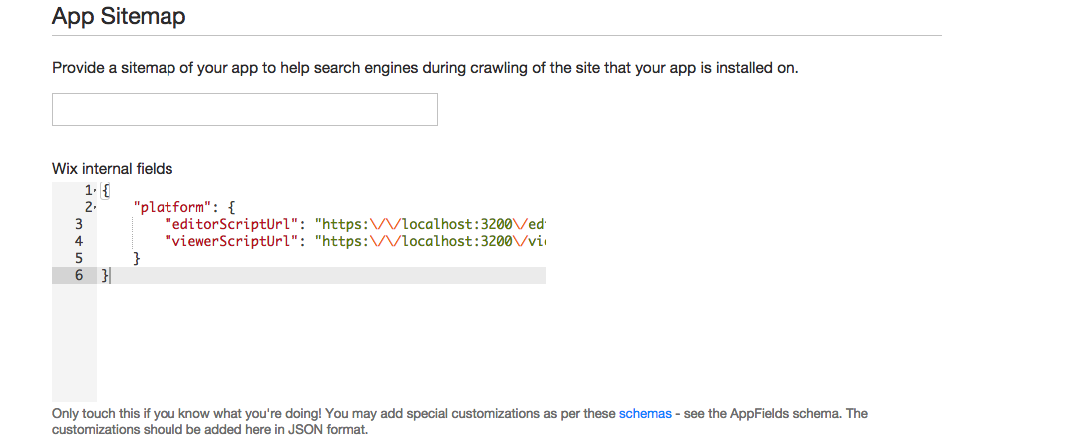 App Sitemap
Provide a sitemap of your app to help search engines during crawling of the site that your app is installed on.
Wix internal fields
1 {
2 "platform": {
3 "editorScriptUrl": "https:\/\/localhost:3200\/ed
4 "viewerScriptUrl": "https:\/\/localhost:3200\/vi
5 }
6 }
Only touch this if you know what you're doing! You may add special customizations as per these schemas - see the AppFields schema. The
customizations should be added here in JSON format.